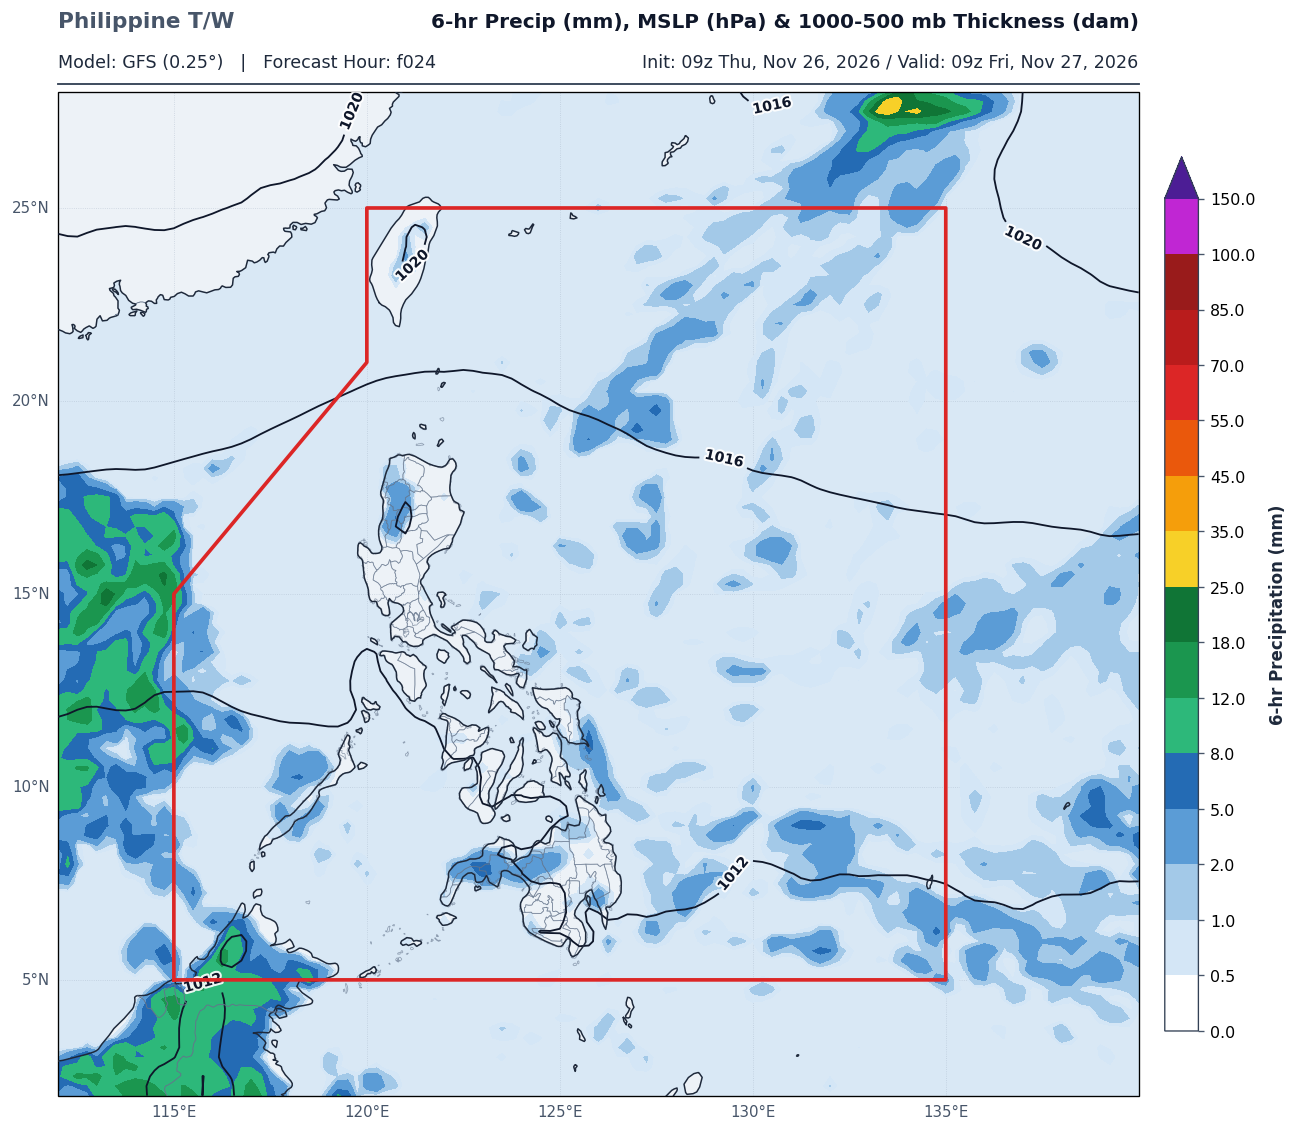 Philippine T/W
6-hr Precip (mm), MSLP (hPa) & 1000-500 mb Thickness (dam)
Model: GFS (0.25°)   |   Forecast Hour: f024
Init: 09z Thu, Nov 26, 2026 / Valid: 09z Fri, Nov 27, 2026
1020
1016
1020
1020
1016
1012
1012
25°N
20°N
15°N
10°N
5°N
115°E
120°E
125°E
130°E
135°E
150.0
100.0
85.0
70.0
55.0
45.0
35.0
25.0
18.0
12.0
8.0
5.0
2.0
1.0
0.5
0.0
6-hr Precipitation (mm)